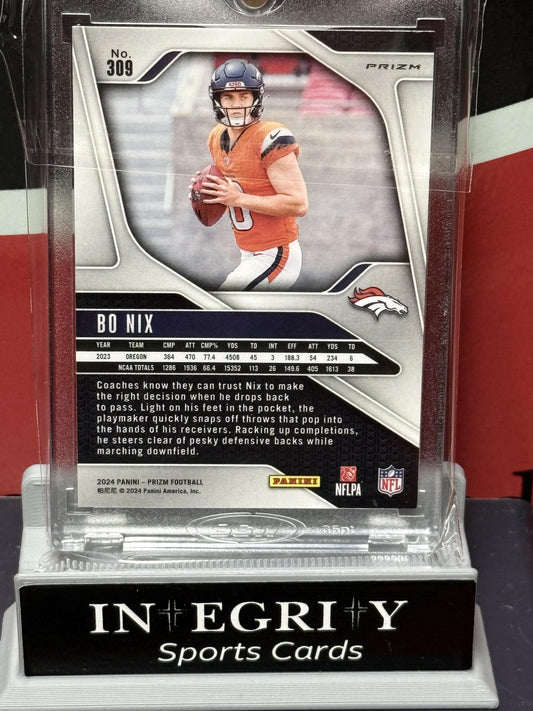 No.
309
PRIZM
0
BO NIX
YEAR TEAM CMP ATT CMP% YDS TD INT EFF ATT YDS TD
2023 OREGON 364 470 77.4 4508 45 3 188.3 54 234 6
NCAA TOTALS 1286 1936 66.4 15352 113 26 149.6 405 1613 38
Coaches know they can trust Nix to make
the right decision when he drops back
to pass. Light on his feet in the pocket, the
playmaker quickly snaps off throws that pop into
the hands of his receivers. Racking up completions,
he steers clear of pesky defensive backs while
marching downfield.
2024 PANINI – PRIZM FOOTBALL
帕尼尼 © 2024 Panini America, Inc.
PANINI
NFLPA
NFL
INTEGRITY
Sports Cards